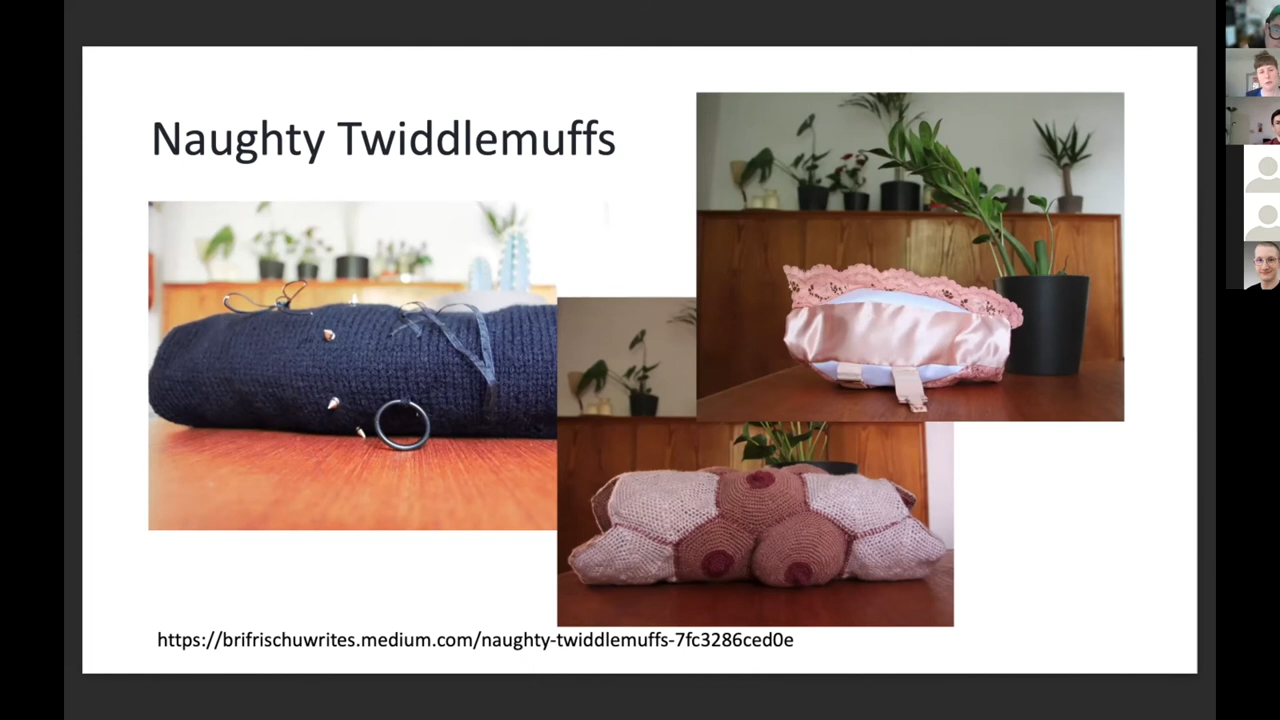 Naughty Twiddlemuffs
https://brifrischuwrites.medium.com/naughty-twiddlemuffs-7fc3286ced0e